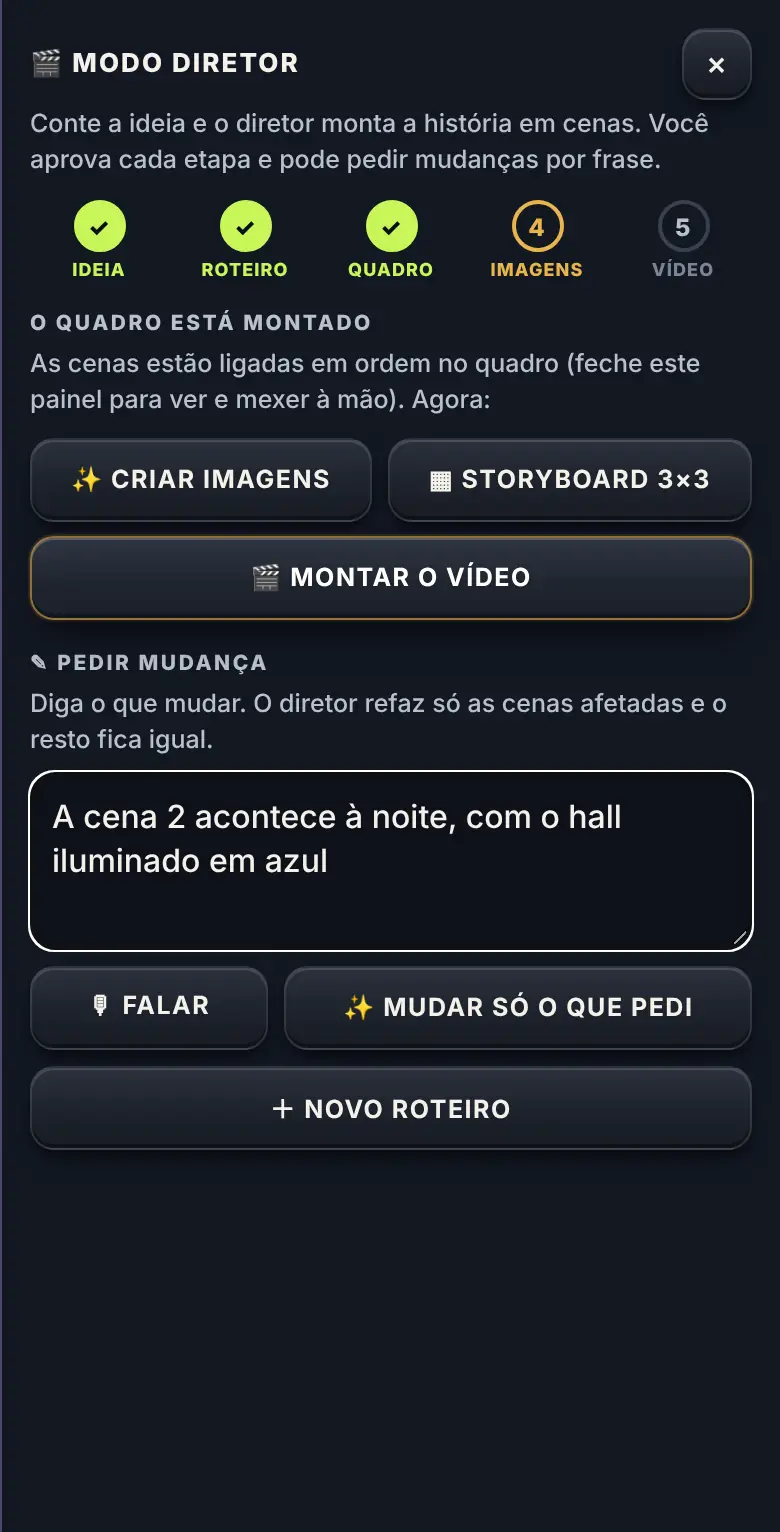 🎬 MODO DIRETOR
×
Conte a ideia e o diretor monta a história em cenas. Você
aprova cada etapa e pode pedir mudanças por frase.
✓ ✓ ✓ 4 5
IDEIA ROTEIRO QUADRO IMAGENS VÍDEO
O QUADRO ESTÁ MONTADO
As cenas estão ligadas em ordem no quadro (feche este
painel para ver e mexer à mão). Agora:
✨ CRIAR IMAGENS
▦ STORYBOARD 3×3
🎬 MONTAR O VÍDEO
✎ PEDIR MUDANÇA
Diga o que mudar. O diretor refaz só as cenas afetadas e o
resto fica igual.
A cena 2 acontece à noite, com o hall
iluminado em azul
🎙 FALAR
✨ MUDAR SÓ O QUE PEDI
＋ NOVO ROTEIRO